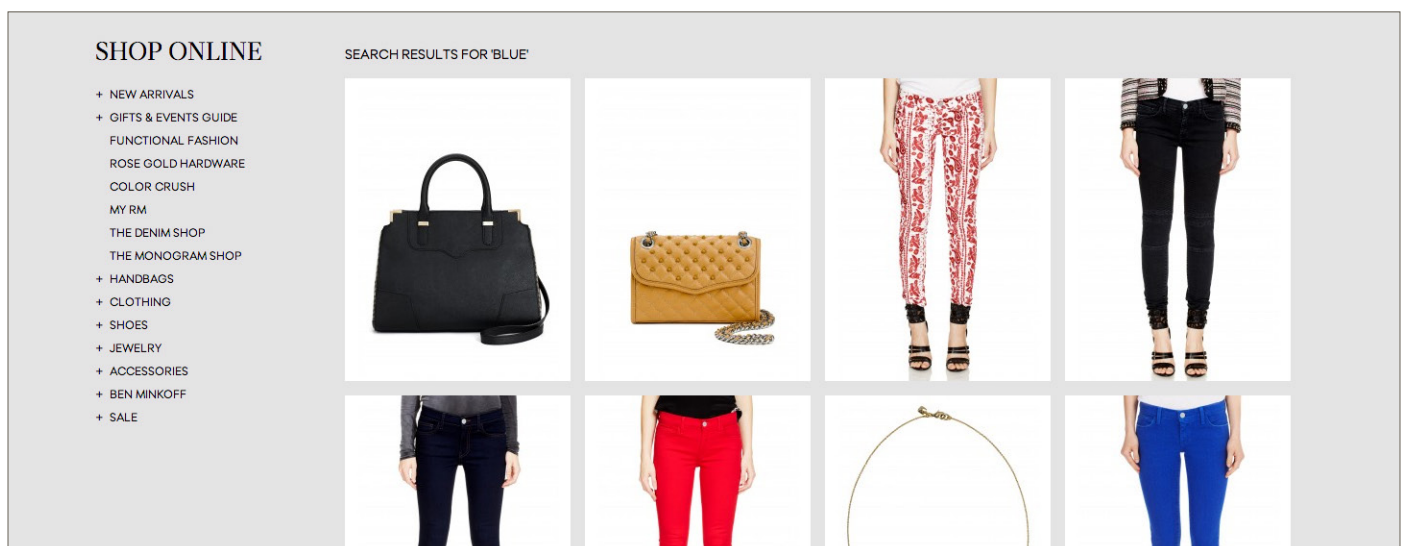 SHOP ONLINE
+ NEW ARRIVALS
+ GIFTS & EVENTS GUIDE
FUNCTIONAL FASHION
ROSE GOLD HARDWARE
COLOR CRUSH
MY RM
THE DENIM SHOP
THE MONOGRAM SHOP
+ HANDBAGS
+ CLOTHING
+ SHOES
+ JEWELRY
+ ACCESSORIES
+ BEN MINKOFF
+ SALE
SEARCH RESULTS FOR 'BLUE'